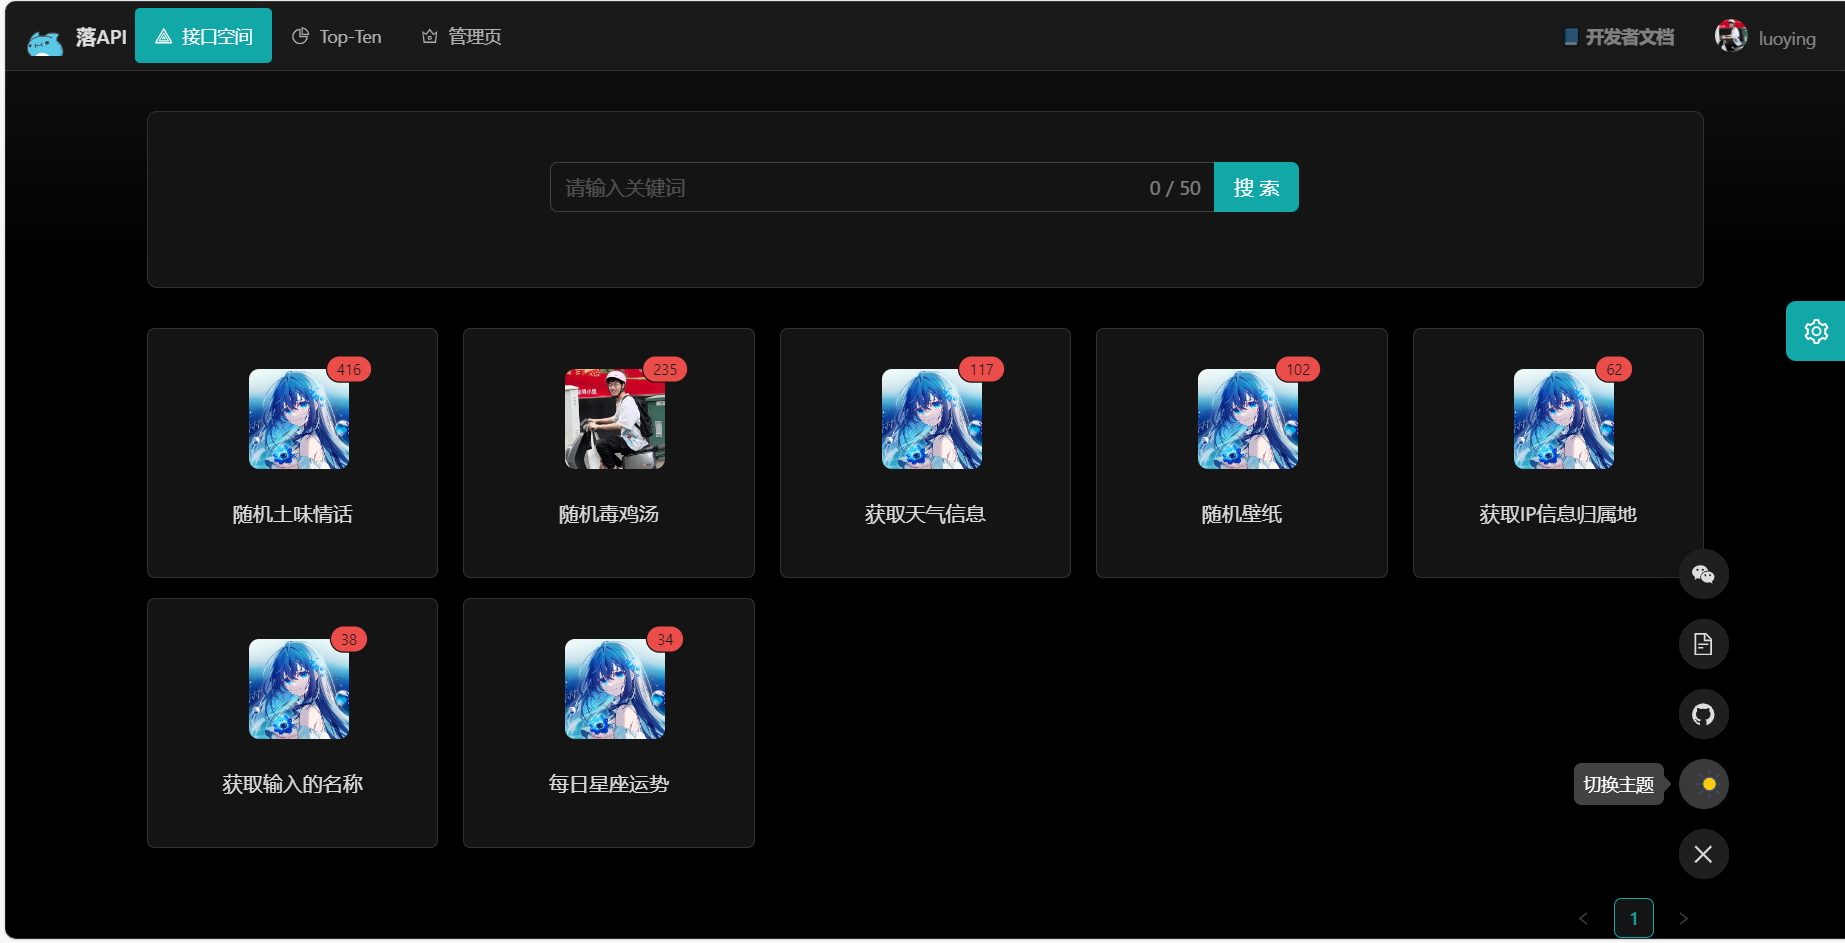 落API 接口空间 Top-Ten 管理页 开发者文档 luoying
请输入关键词 0 / 50 搜 索
416 235 117 102 62
随机土味情话 随机毒鸡汤 获取天气信息 随机壁纸 获取IP信息归属地
38 34
获取输入的名称 每日星座运势
切换主题
< 1 >